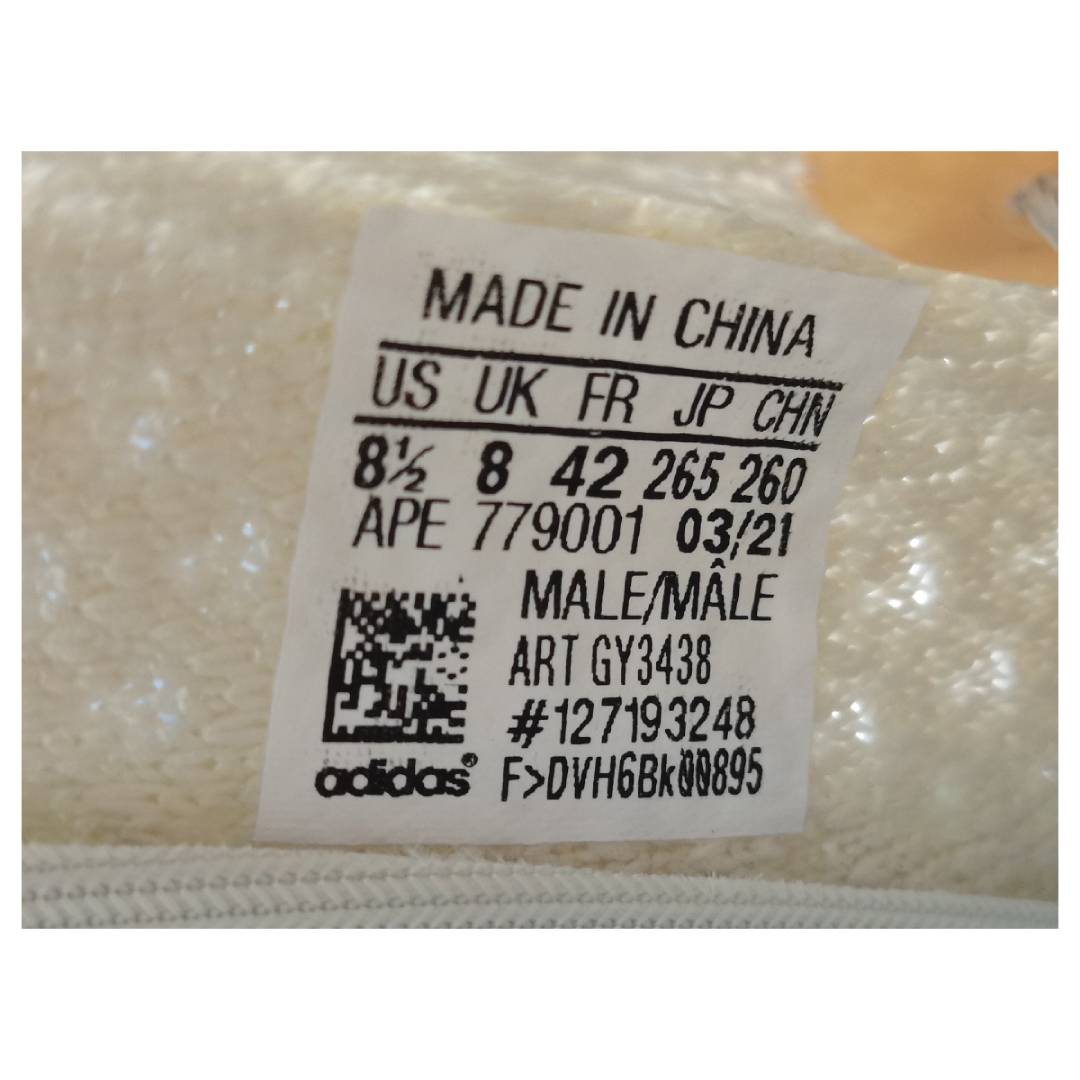 MADE IN CHINA
US UK FR JP CHN
8½ 8 42 265 260
APE 779001 03/21
MALE/MÂLE
ART GY3438
#127193248
adidas® F>DVH6Bk00895